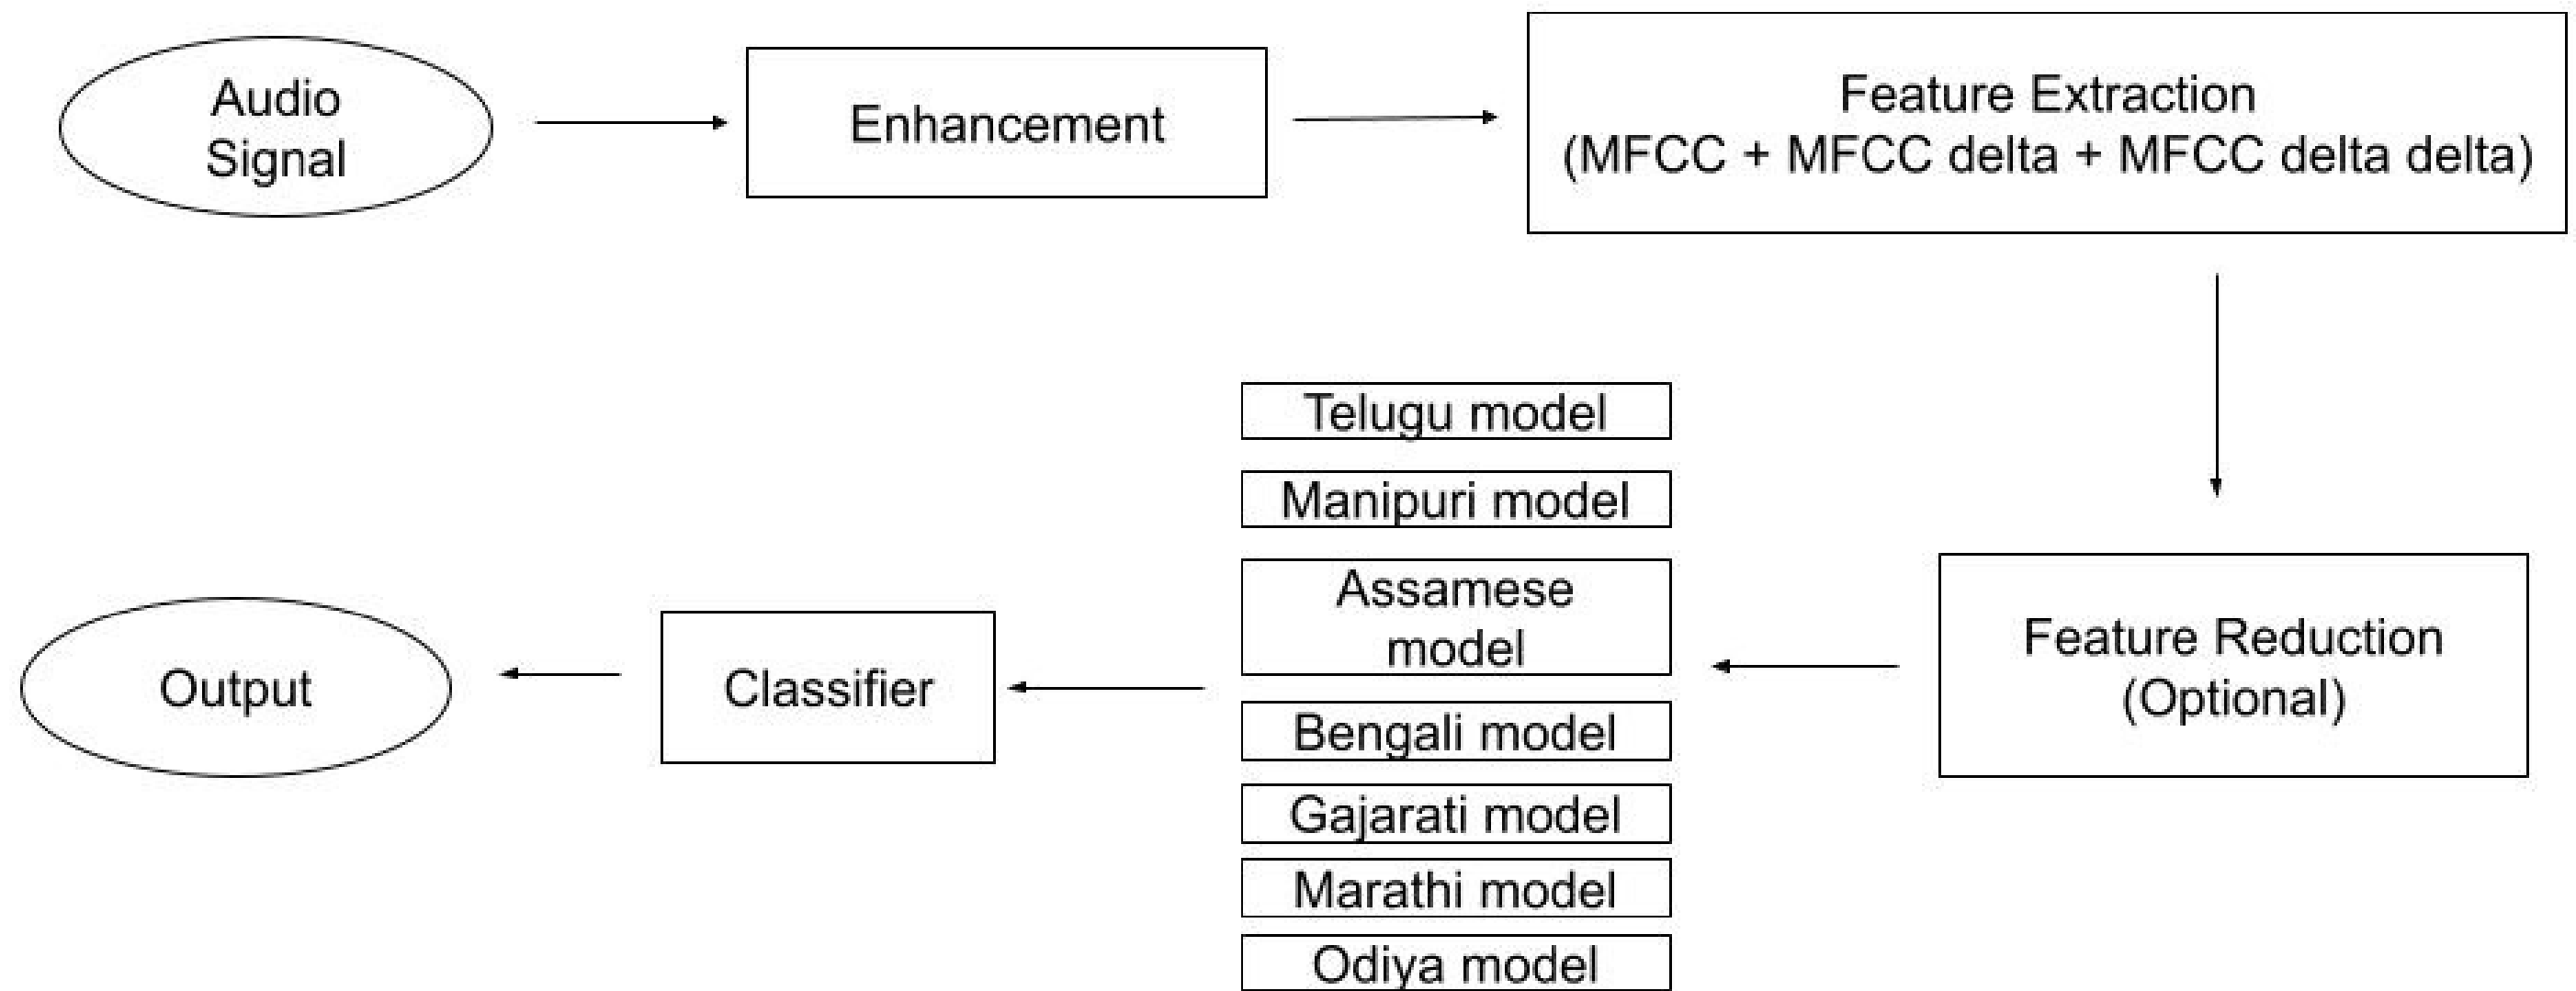 Audio
Signal
Enhancement
Feature Extraction
(MFCC + MFCC delta + MFCC delta delta)
Telugu model
Manipuri model
Assamese
model
Bengali model
Gajarati model
Marathi model
Odiya model
Feature Reduction
(Optional)
Classifier
Output